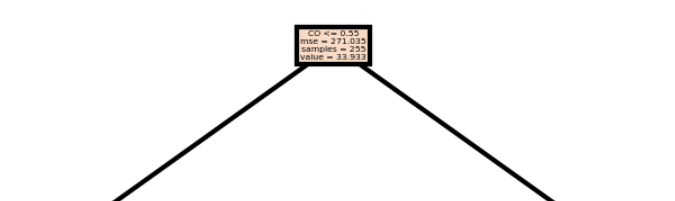 CO <= 0.55
mse = 271.035
samples = 255
value = 33.933